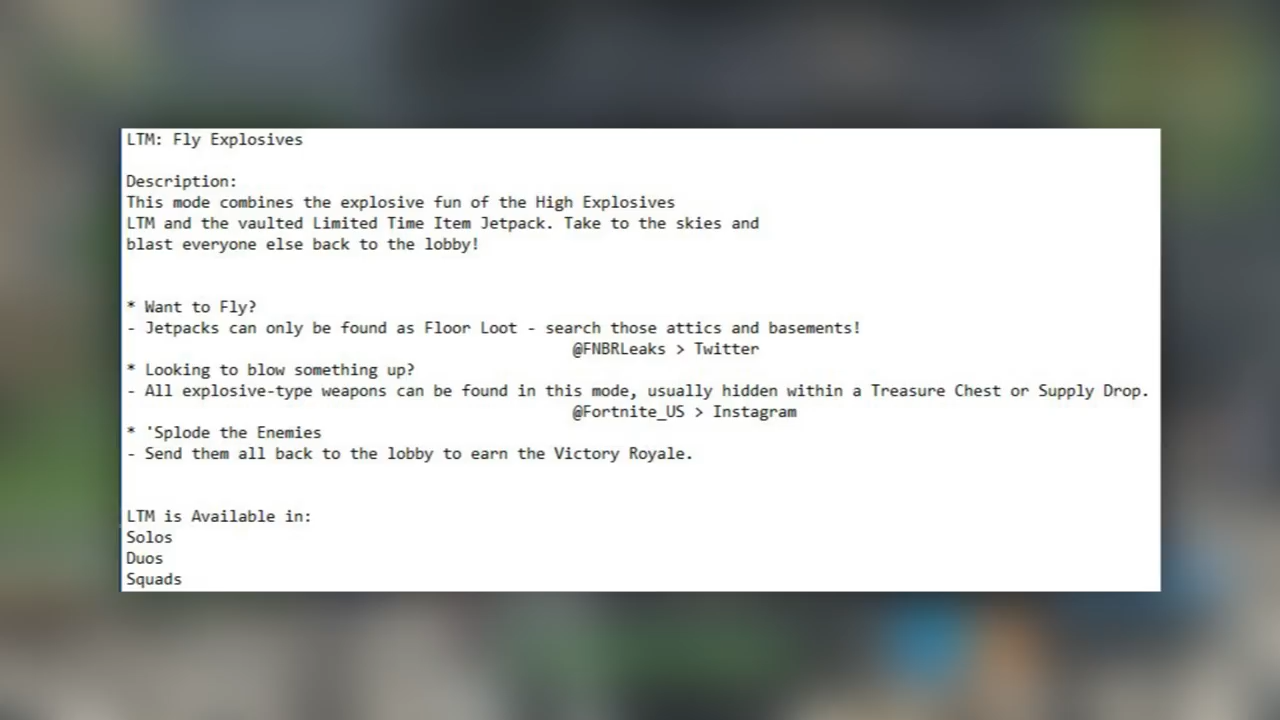 LTM: Fly Explosives
Description:
This mode combines the explosive fun of the High Explosives
LTM and the vaulted Limited Time Item Jetpack. Take to the skies and
blast everyone else back to the lobby!
* Want to Fly?
- Jetpacks can only be found as Floor Loot - search those attics and basements!
@FNBRLeaks > Twitter
* Looking to blow something up?
- All explosive-type weapons can be found in this mode, usually hidden within a Treasure Chest or Supply Drop.
@Fortnite_US > Instagram
* 'Splode the Enemies
- Send them all back to the lobby to earn the Victory Royale.
LTM is Available in:
Solos
Duos
Squads